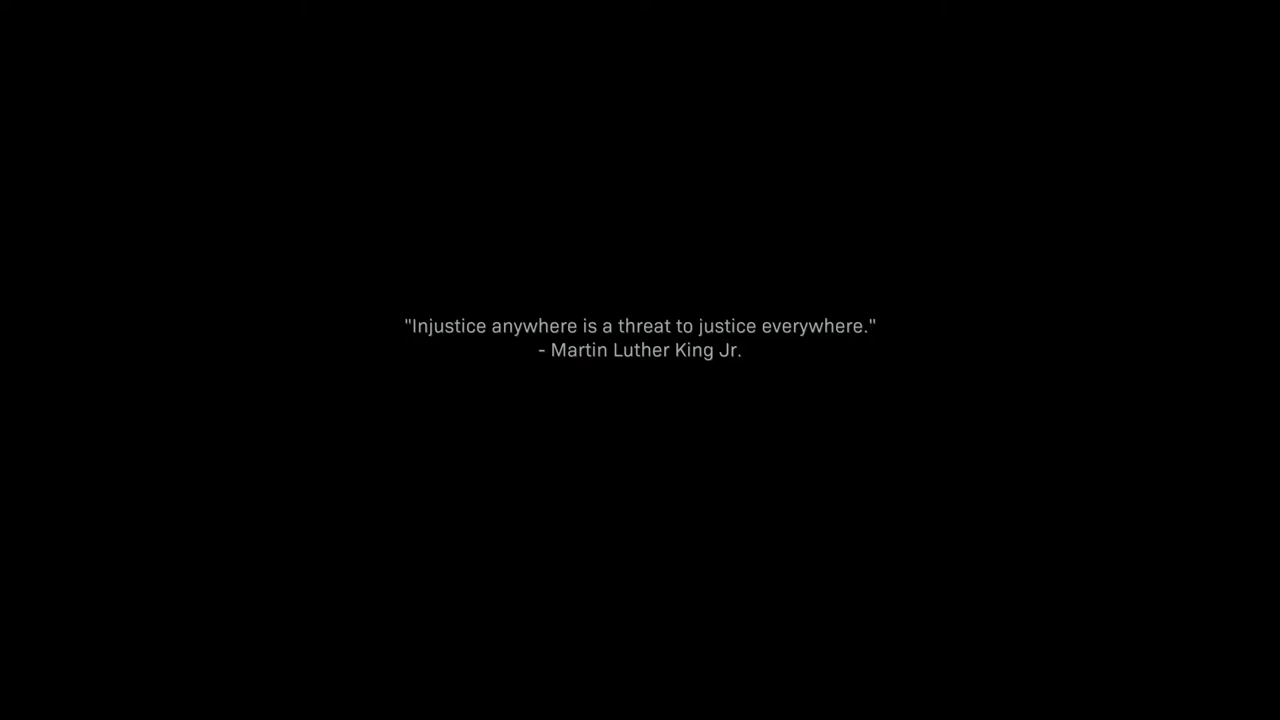 "Injustice anywhere is a threat to justice everywhere."
- Martin Luther King Jr.